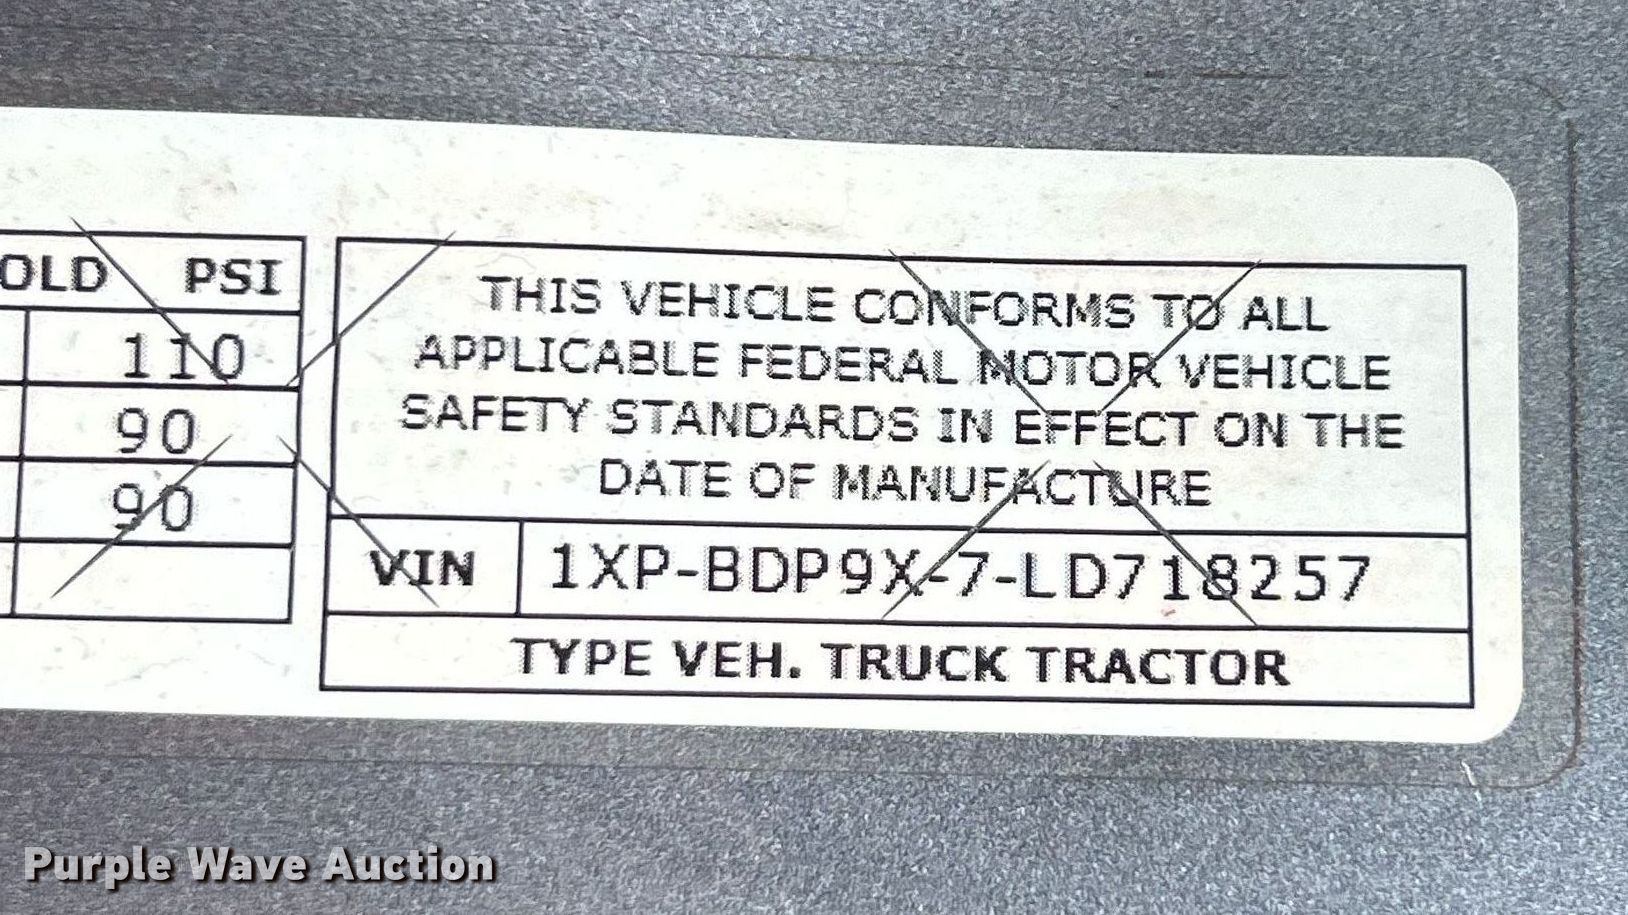 OLD PSI
110
90
90
THIS VEHICLE CONFORMS TO ALL
APPLICABLE FEDERAL MOTOR VEHICLE
SAFETY STANDARDS IN EFFECT ON THE
DATE OF MANUFACTURE
VIN 1XP-BDP9X-7-LD718257
TYPE VEH. TRUCK TRACTOR
Purple Wave Auction